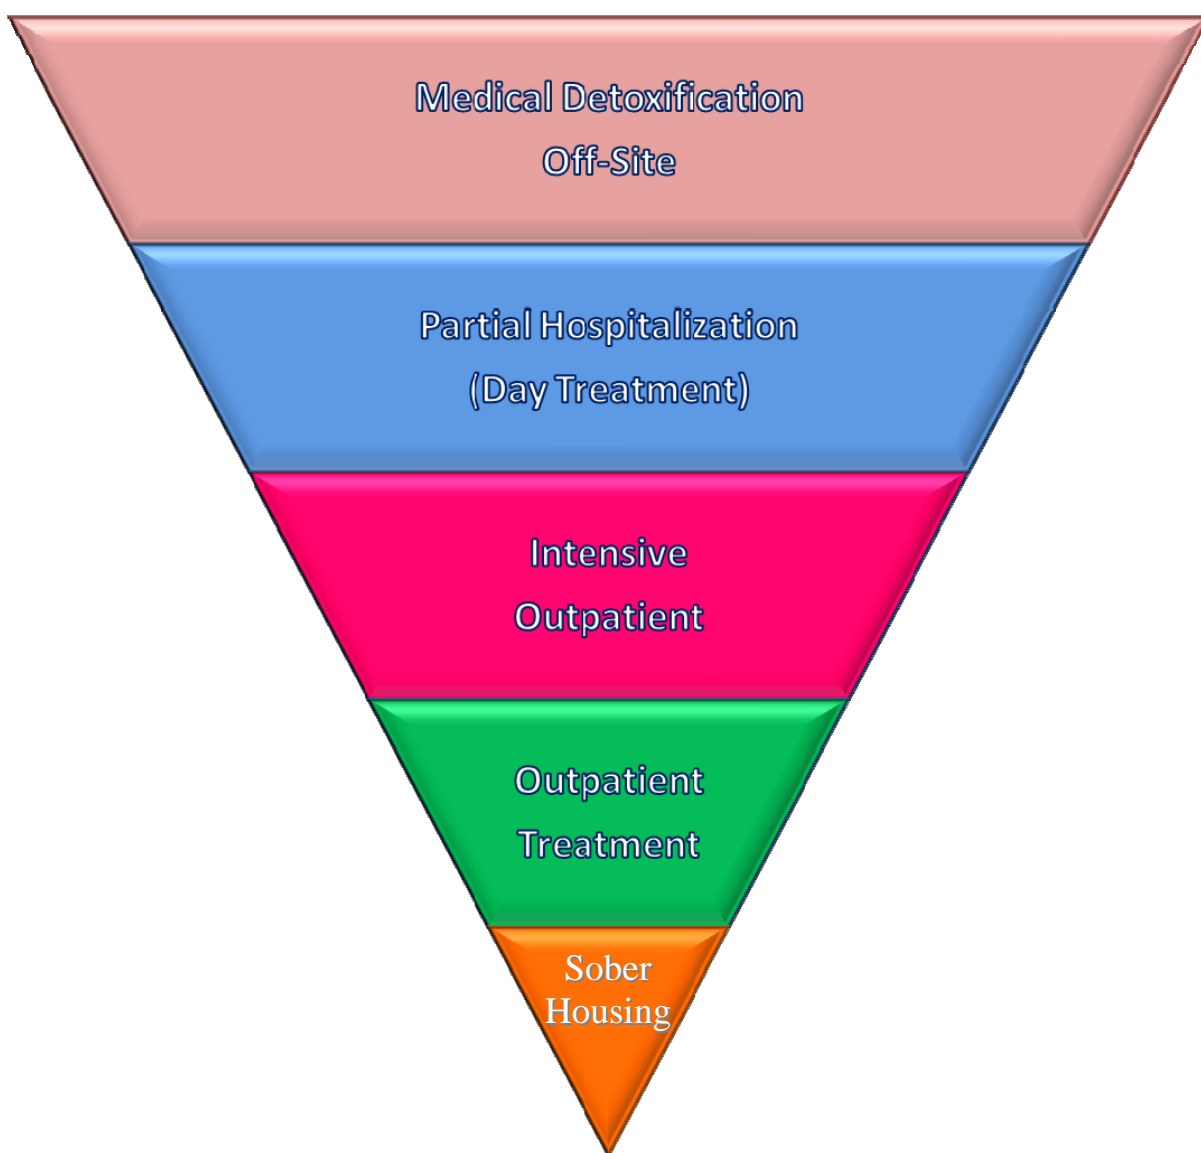 Medical Detoxification
Off-Site
Partial Hospitalization
(Day Treatment)
Intensive
Outpatient
Outpatient
Treatment
Sober
Housing